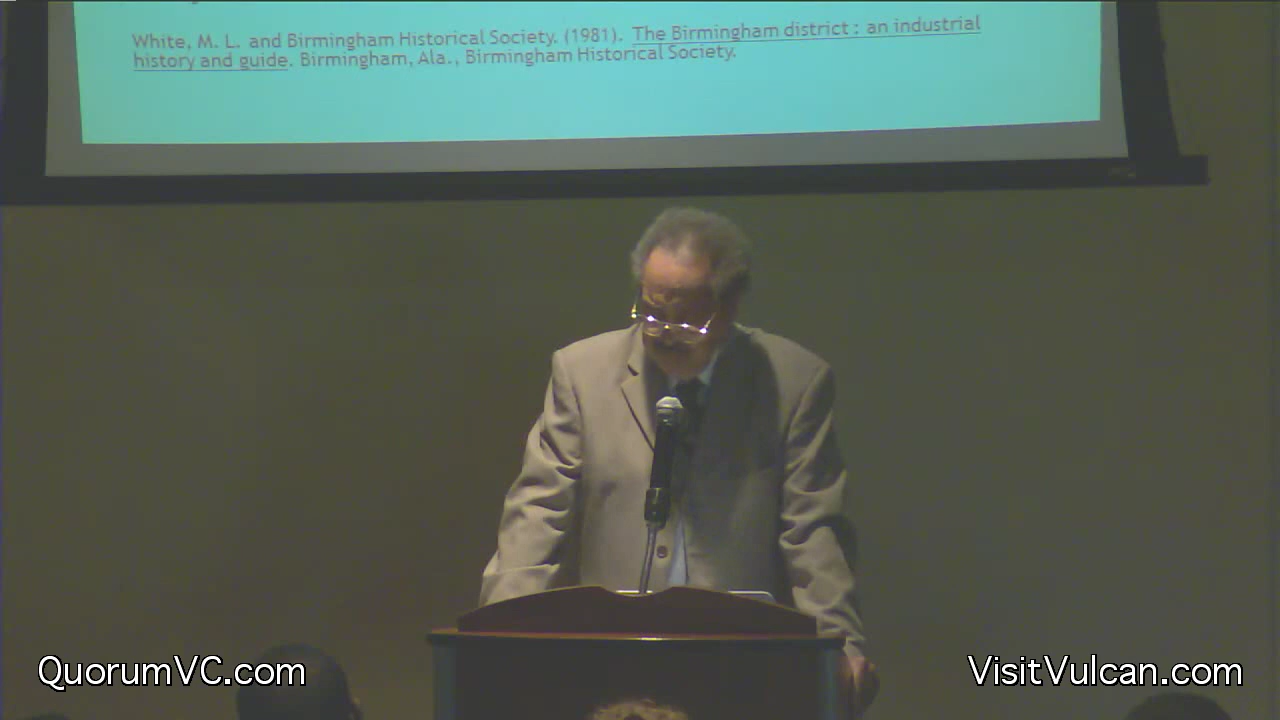 White, M. L. and Birmingham Historical Society. (1981). The Birmingham district : an industrial
history and guide. Birmingham, Ala., Birmingham Historical Society.
QuorumVC.com
VisitVulcan.com